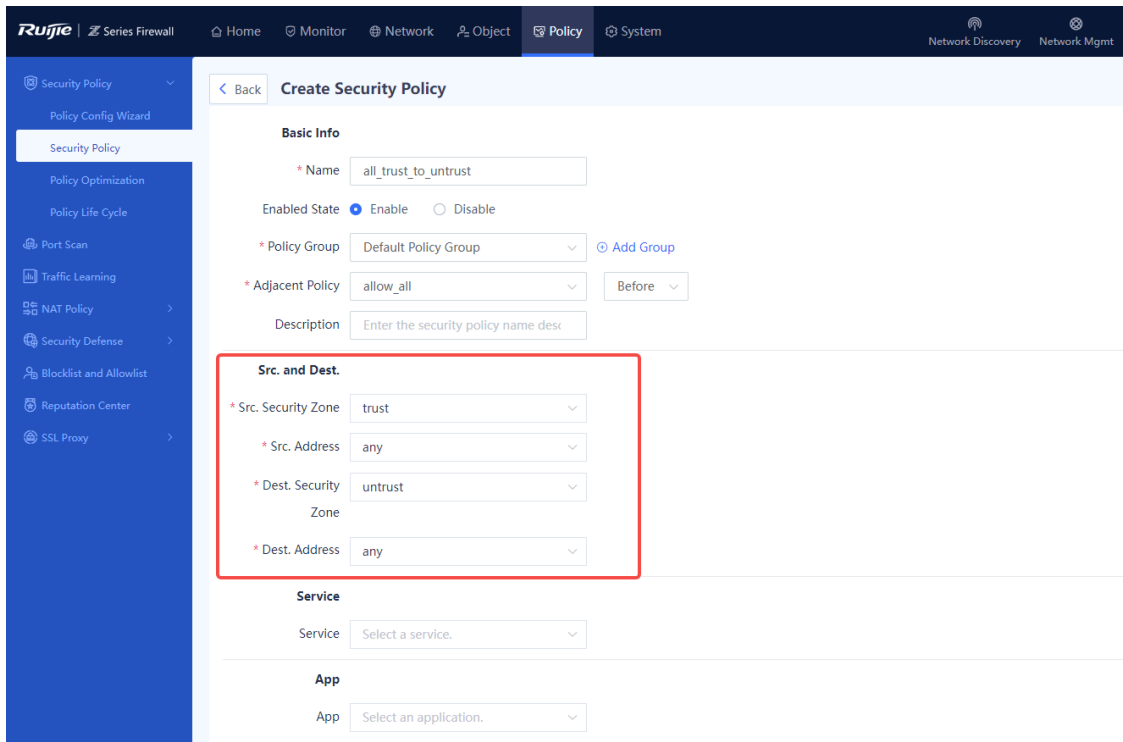 Ruijie | Z Series Firewall
Home
Monitor
Network
Object
Policy
System
Network Discovery
Network Mgmt
Security Policy
Policy Config Wizard
Security Policy
Policy Optimization
Policy Life Cycle
Port Scan
Traffic Learning
NAT Policy
Security Defense
Blocklist and Allowlist
Reputation Center
SSL Proxy
Back
Create Security Policy
Basic Info
* Name all_trust_to_untrust
Enabled State Enable Disable
* Policy Group Default Policy Group Add Group
* Adjacent Policy allow_all Before
Description Enter the security policy name desc
Src. and Dest.
* Src. Security Zone trust
* Src. Address any
* Dest. Security untrust
Zone
* Dest. Address any
Service
Service Select a service.
App
App Select an application.